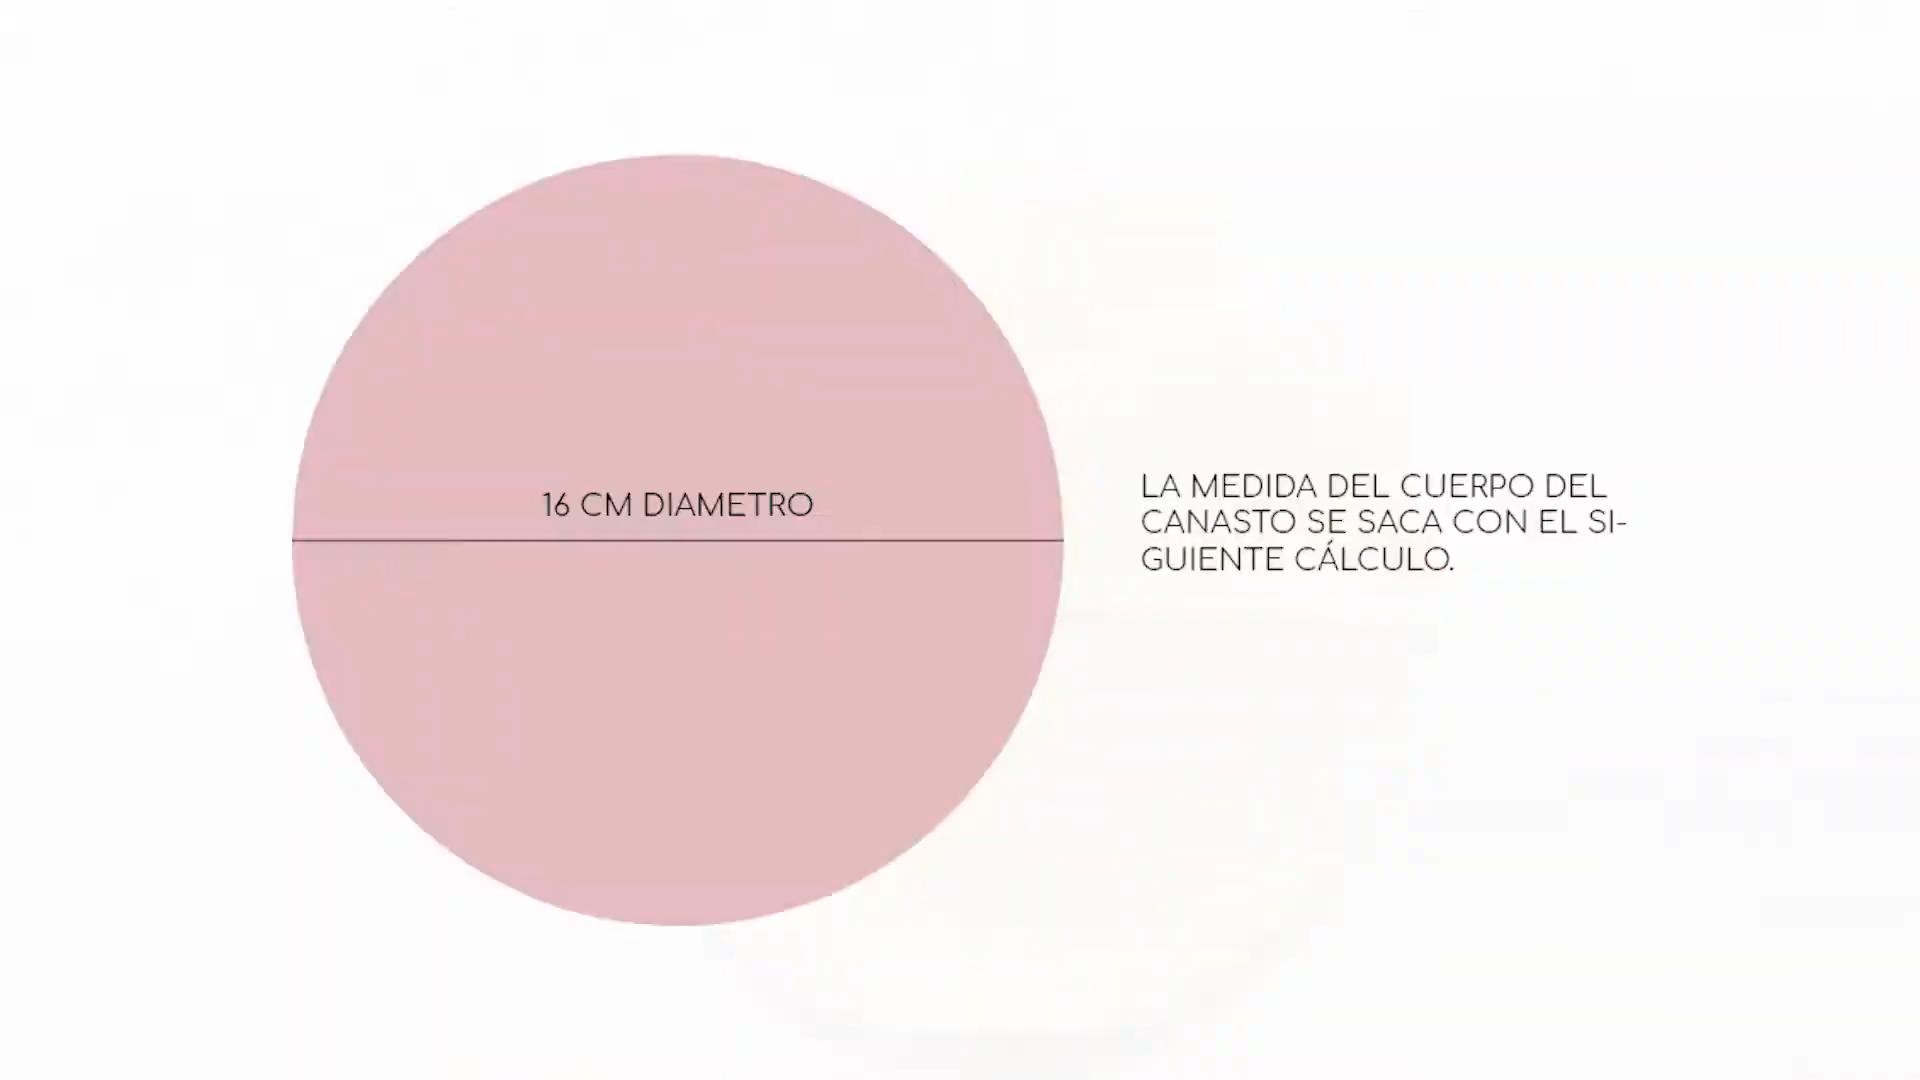 16 CM DIAMETRO
LA MEDIDA DEL CUERPO DEL
CANASTO SE SACA CON EL SI-
GUIENTE CÁLCULO.